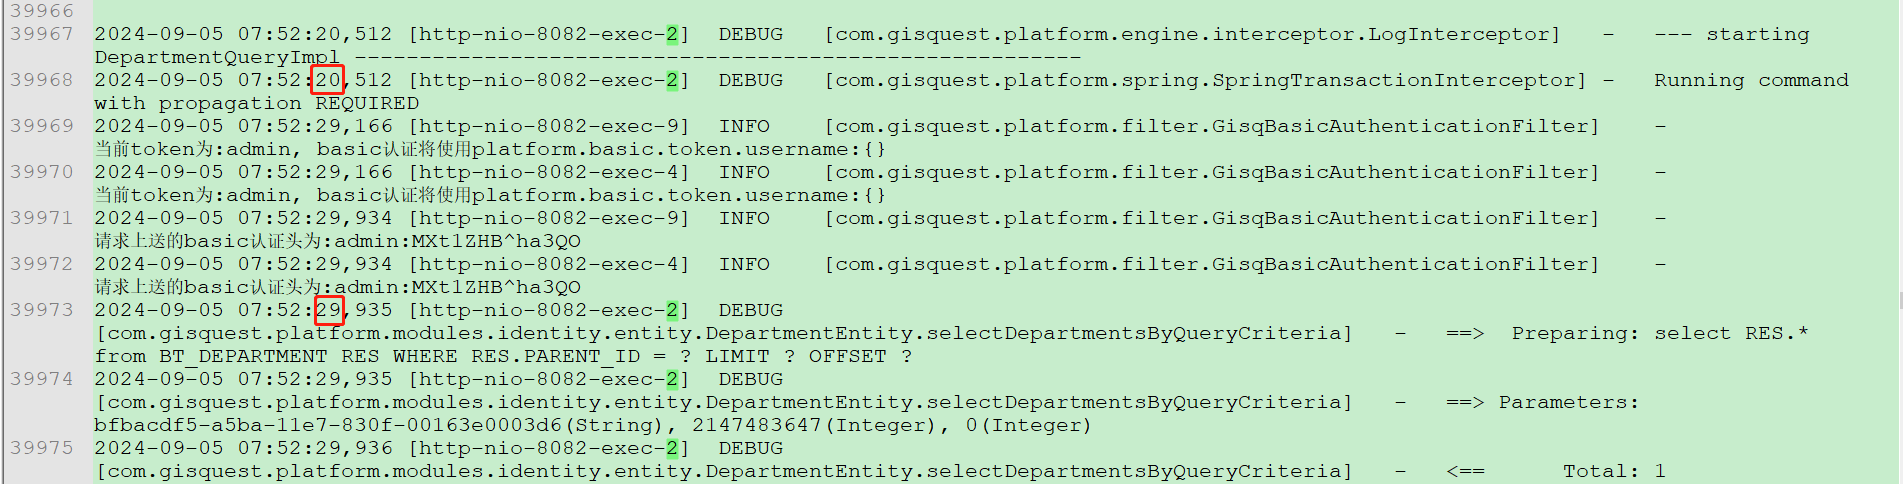 39966
39967 2024-09-05 07:52:20,512 [http-nio-8082-exec-2] DEBUG [com.gisquest.platform.engine.interceptor.LogInterceptor] - --- starting
DepartmentQueryImpl --------------------------------------------------------
39968 2024-09-05 07:52:20,512 [http-nio-8082-exec-2] DEBUG [com.gisquest.platform.spring.SpringTransactionInterceptor] - Running command
with propagation REQUIRED
39969 2024-09-05 07:52:29,166 [http-nio-8082-exec-9] INFO [com.gisquest.platform.filter.GisqBasicAuthenticationFilter] -
当前token为:admin, basic认证将使用platform.basic.token.username:{}
39970 2024-09-05 07:52:29,166 [http-nio-8082-exec-4] INFO [com.gisquest.platform.filter.GisqBasicAuthenticationFilter] -
当前token为:admin, basic认证将使用platform.basic.token.username:{}
39971 2024-09-05 07:52:29,934 [http-nio-8082-exec-9] INFO [com.gisquest.platform.filter.GisqBasicAuthenticationFilter] -
请求上送的basic认证头为:admin:MXt1ZHB^ha3QO
39972 2024-09-05 07:52:29,934 [http-nio-8082-exec-4] INFO [com.gisquest.platform.filter.GisqBasicAuthenticationFilter] -
请求上送的basic认证头为:admin:MXt1ZHB^ha3QO
39973 2024-09-05 07:52:29,935 [http-nio-8082-exec-2] DEBUG
[com.gisquest.platform.modules.identity.entity.DepartmentEntity.selectDepartmentsByQueryCriteria] - ==> Preparing: select RES.*
from BT_DEPARTMENT RES WHERE RES.PARENT_ID = ? LIMIT ? OFFSET ?
39974 2024-09-05 07:52:29,935 [http-nio-8082-exec-2] DEBUG
[com.gisquest.platform.modules.identity.entity.DepartmentEntity.selectDepartmentsByQueryCriteria] - ==> Parameters:
bfbacdf5-a5ba-11e7-830f-00163e0003d6(String), 2147483647(Integer), 0(Integer)
39975 2024-09-05 07:52:29,936 [http-nio-8082-exec-2] DEBUG
[com.gisquest.platform.modules.identity.entity.DepartmentEntity.selectDepartmentsByQueryCriteria] - <== Total: 1